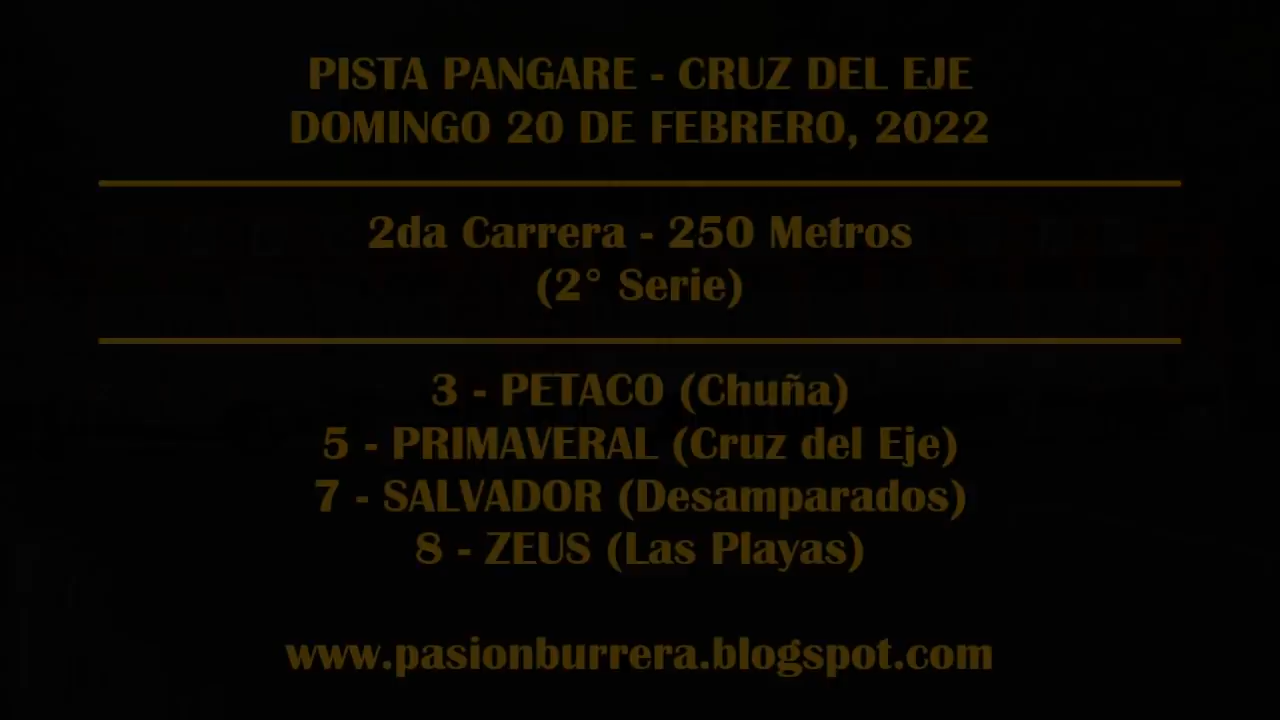 PISTA PANGARE - CRUZ DEL EJE
DOMINGO 20 DE FEBRERO, 2022
2da Carrera - 250 Metros
(2° Serie)
3 - PETACO (Chuña)
5 - PRIMAVERAL (Cruz del Eje)
7 - SALVADOR (Desamparados)
8 - ZEUS (Las Playas)
www.pasionburrera.blogspot.com